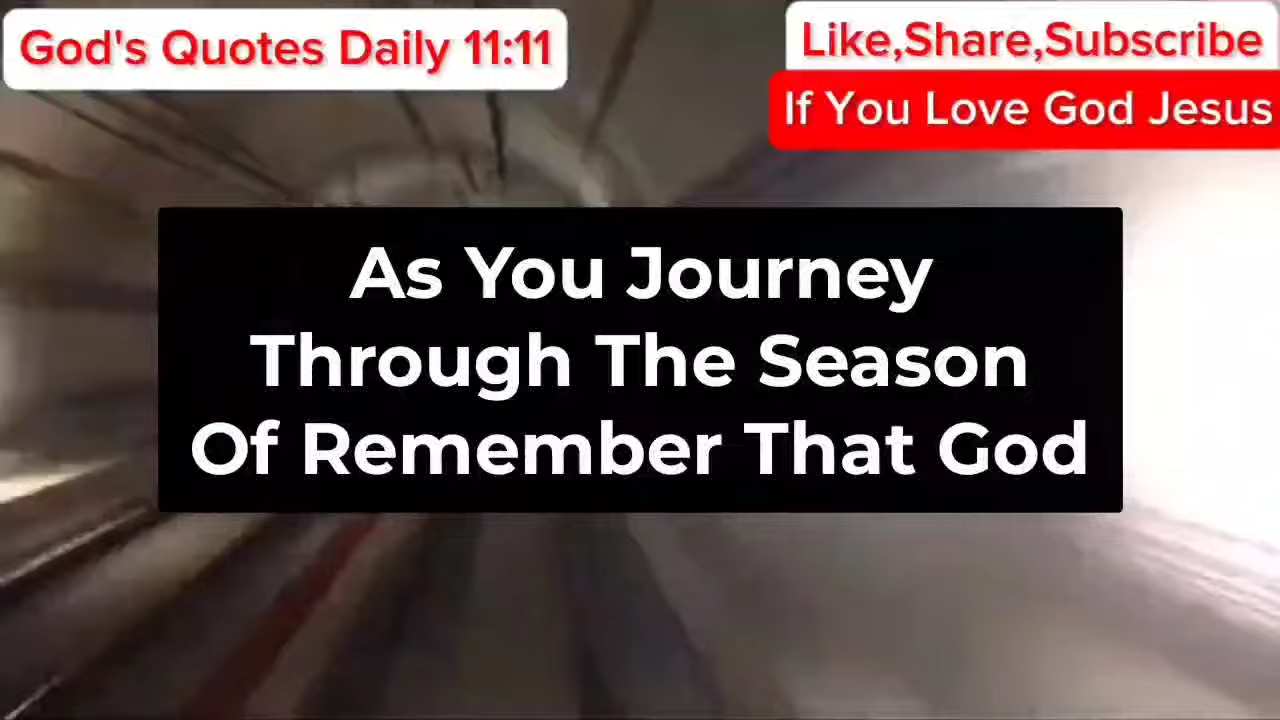 God's Quotes Daily 11:11
Like,Share,Subscribe
If You Love God Jesus
As You Journey
Through The Season
Of Remember That God